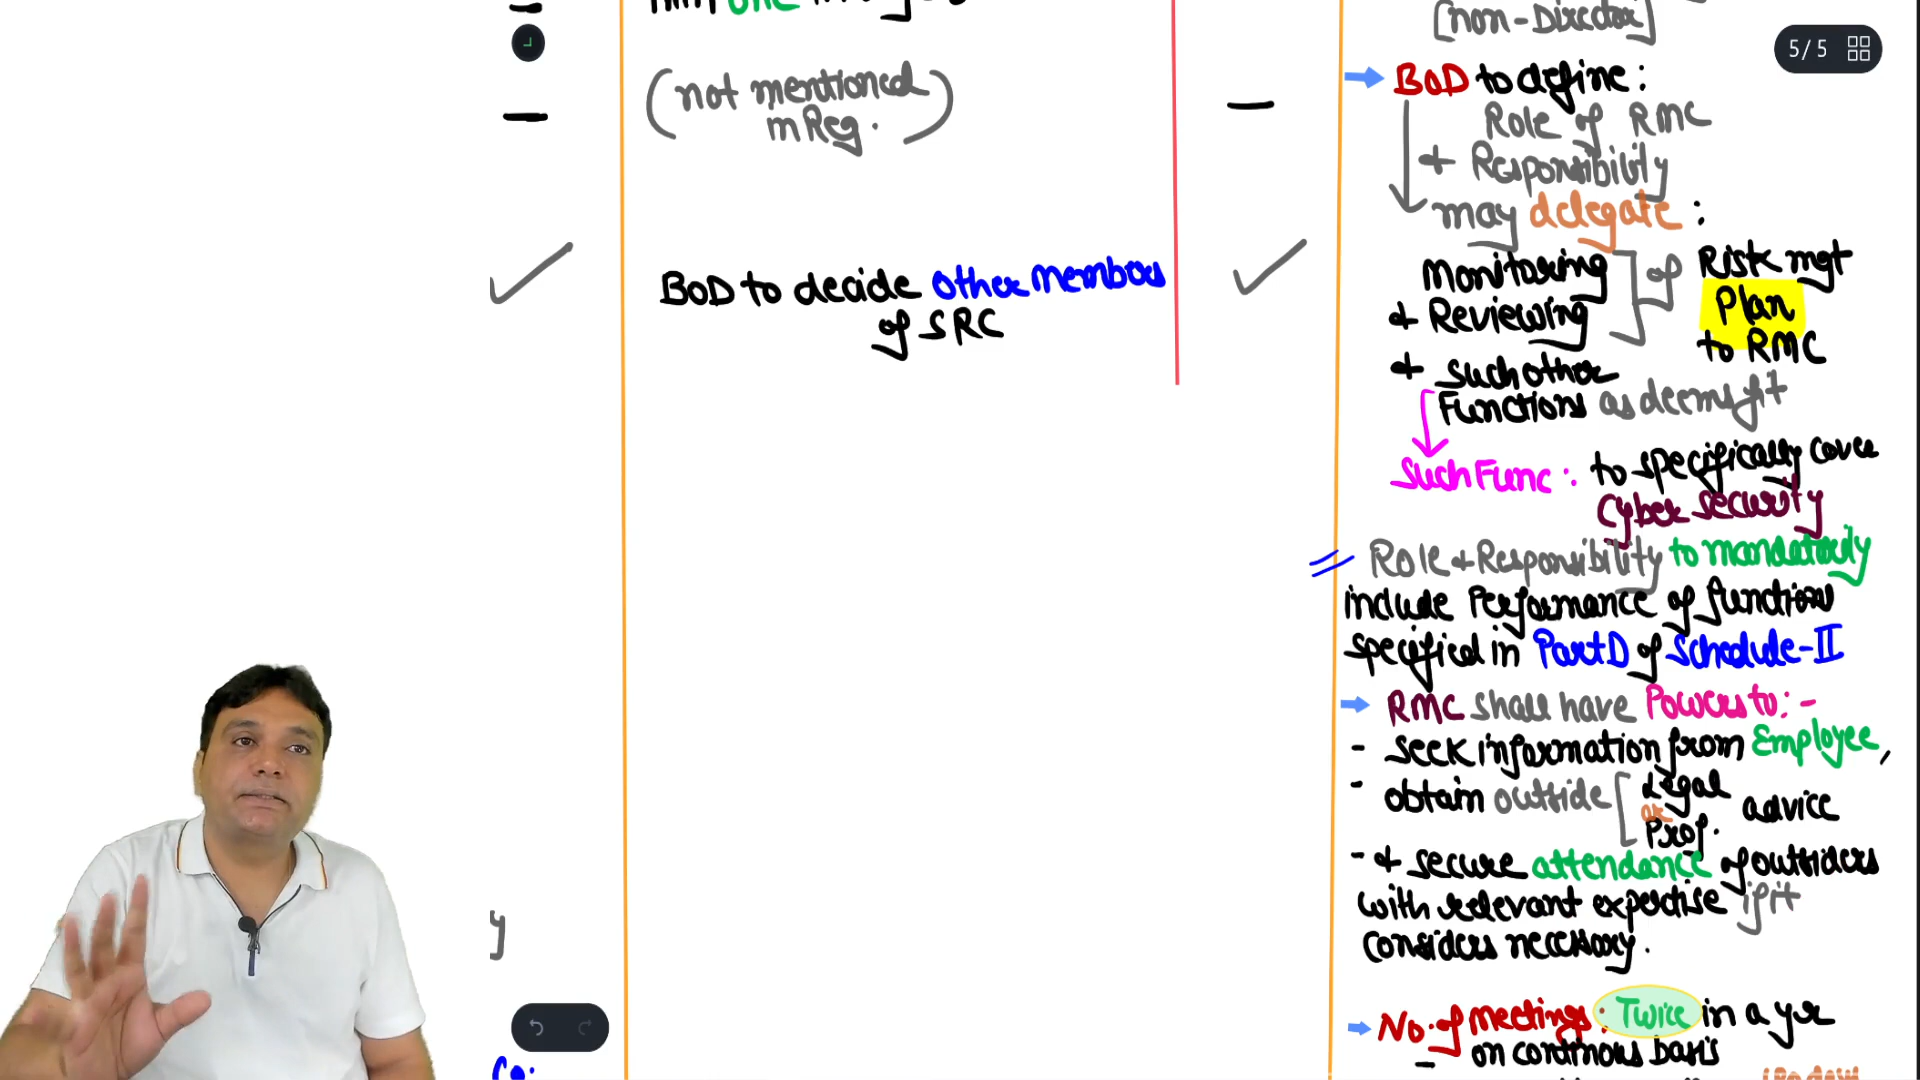 5/5
(not mentioned
in Reg.)
BoD to decide other members
of SRC
[non-Director]
BoD to define:
Role of RMC
+ Responsibility
may delegate:
Monitoring
+ Reviewing
of Risk mgt
Plan
to RMC
+ such other
Functions as deems fit
Such Func: to specifically cover
Cyber security
Role + Responsibility to mandatorily
include Performance of functions
specified in Part D of Schedule-II
RMC shall have Powers to:-
- seek information from Employee,
- obtain outside [Legal
or
Prof. advice
- + secure attendance of outsiders
with relevant expertise if it
considers necessary.
No. of meetings: Twice in a yr
on continous basis
y
Co: